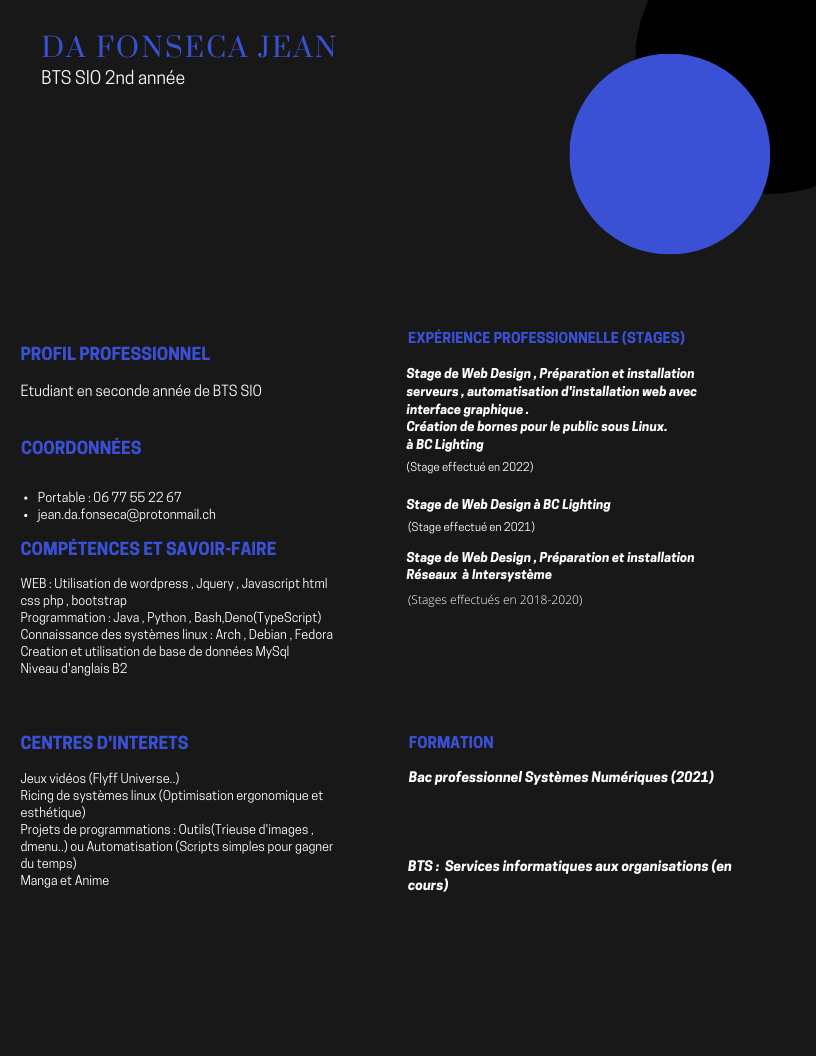 DA FONSECA JEAN
BTS SIO 2nd année
PROFIL PROFESSIONNEL
Etudiant en seconde année de BTS SIO
COORDONNÉES
• Portable : 06 77 55 22 67
• jean.da.fonseca@protonmail.ch
COMPÉTENCES ET SAVOIR-FAIRE
WEB : Utilisation de wordpress , Jquery , Javascript html
css php , bootstrap
Programmation : Java , Python , Bash,Deno(TypeScript)
Connaissance des systèmes linux : Arch , Debian , Fedora
Creation et utilisation de base de données MySql
Niveau d'anglais B2
CENTRES D'INTERETS
Jeux vidéos (Flyff Universe..)
Ricing de systèmes linux (Optimisation ergonomique et
esthétique)
Projets de programmations : Outils(Trieuse d'images ,
dmenu..) ou Automatisation (Scripts simples pour gagner
du temps)
Manga et Anime
EXPÉRIENCE PROFESSIONNELLE (STAGES)
Stage de Web Design , Préparation et installation
serveurs , automatisation d'installation web avec
interface graphique .
Création de bornes pour le public sous Linux.
à BC Lighting
(Stage effectué en 2022)
Stage de Web Design à BC Lighting
(Stage effectué en 2021)
Stage de Web Design , Préparation et installation
Réseaux à Intersystème
(Stages effectués en 2018-2020)
FORMATION
Bac professionnel Systèmes Numériques (2021)
BTS : Services informatiques aux organisations (en
cours)